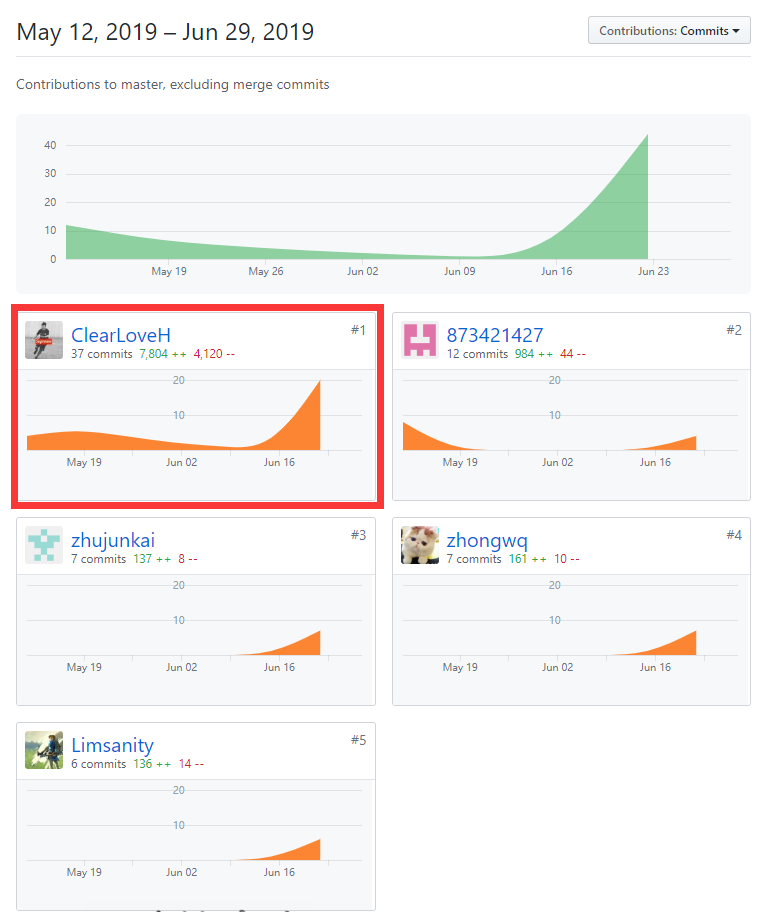 May 12, 2019 – Jun 29, 2019
Contributions: Commits
Contributions to master, excluding merge commits
40
30
20
10
0
May 19 May 26 Jun 02 Jun 09 Jun 16 Jun 23
ClearLoveH #1
37 commits 7,804 ++ 4,120 --
20
10
May 19 Jun 02 Jun 16
873421427 #2
12 commits 984 ++ 44 --
20
10
May 19 Jun 02 Jun 16
zhujunkai #3
7 commits 137 ++ 8 --
20
10
May 19 Jun 02 Jun 16
zhongwq #4
7 commits 161 ++ 10 --
20
10
May 19 Jun 02 Jun 16
Limsanity #5
6 commits 136 ++ 14 --
20
10
May 19 Jun 02 Jun 16